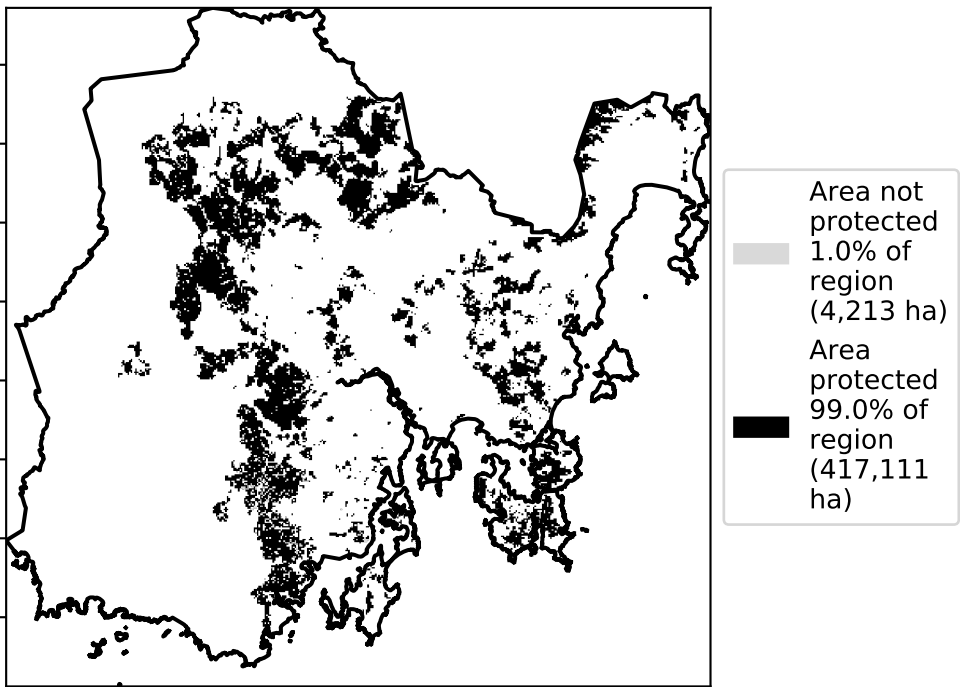 Area not
protected
1.0% of
region
(4,213 ha)
Area
protected
99.0% of
region
(417,111
ha)